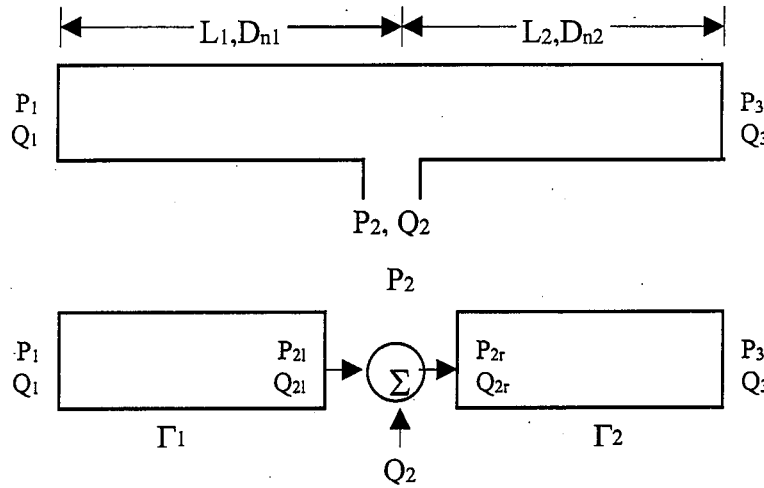 L₁,Dₙ₁ L₂,Dₙ₂
P₁ P₃
Q₁ Q₃
P₂, Q₂
P₂
P₁ P₂ₗ P₂ᵣ P₃
Q₁ Q₂ₗ Σ Q₂ᵣ Q₃
Γ₁ Γ₂
Q₂